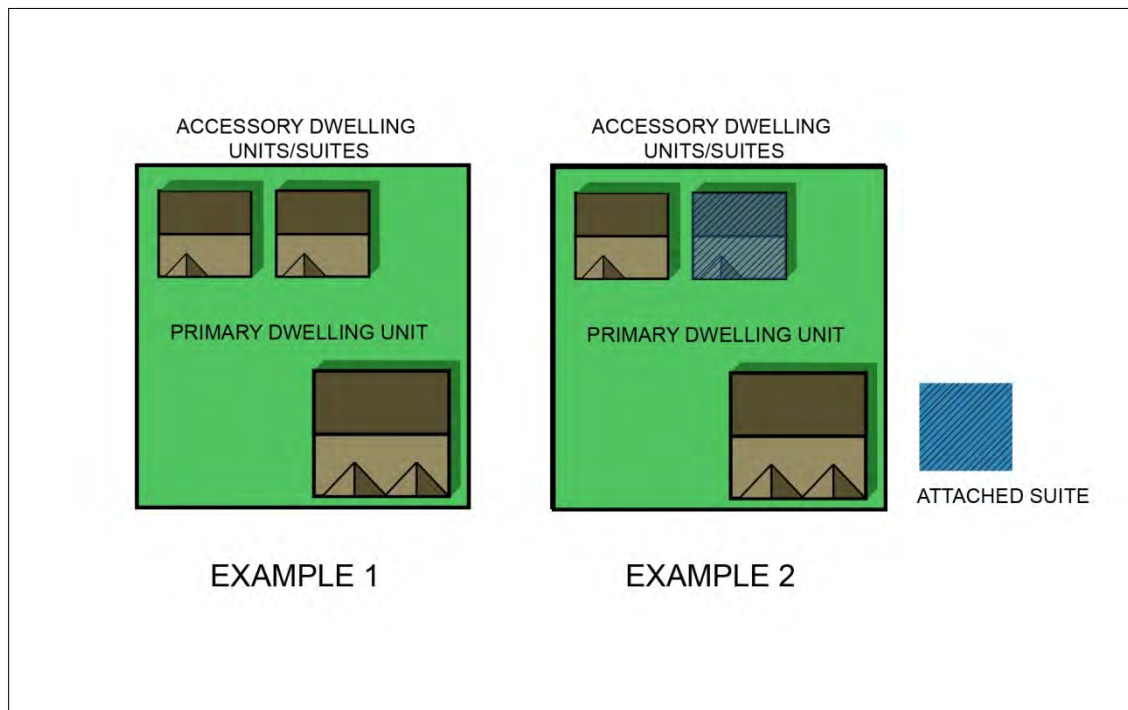 ACCESSORY DWELLING
UNITS/SUITES
PRIMARY DWELLING UNIT
EXAMPLE 1
ACCESSORY DWELLING
UNITS/SUITES
PRIMARY DWELLING UNIT
EXAMPLE 2
ATTACHED SUITE